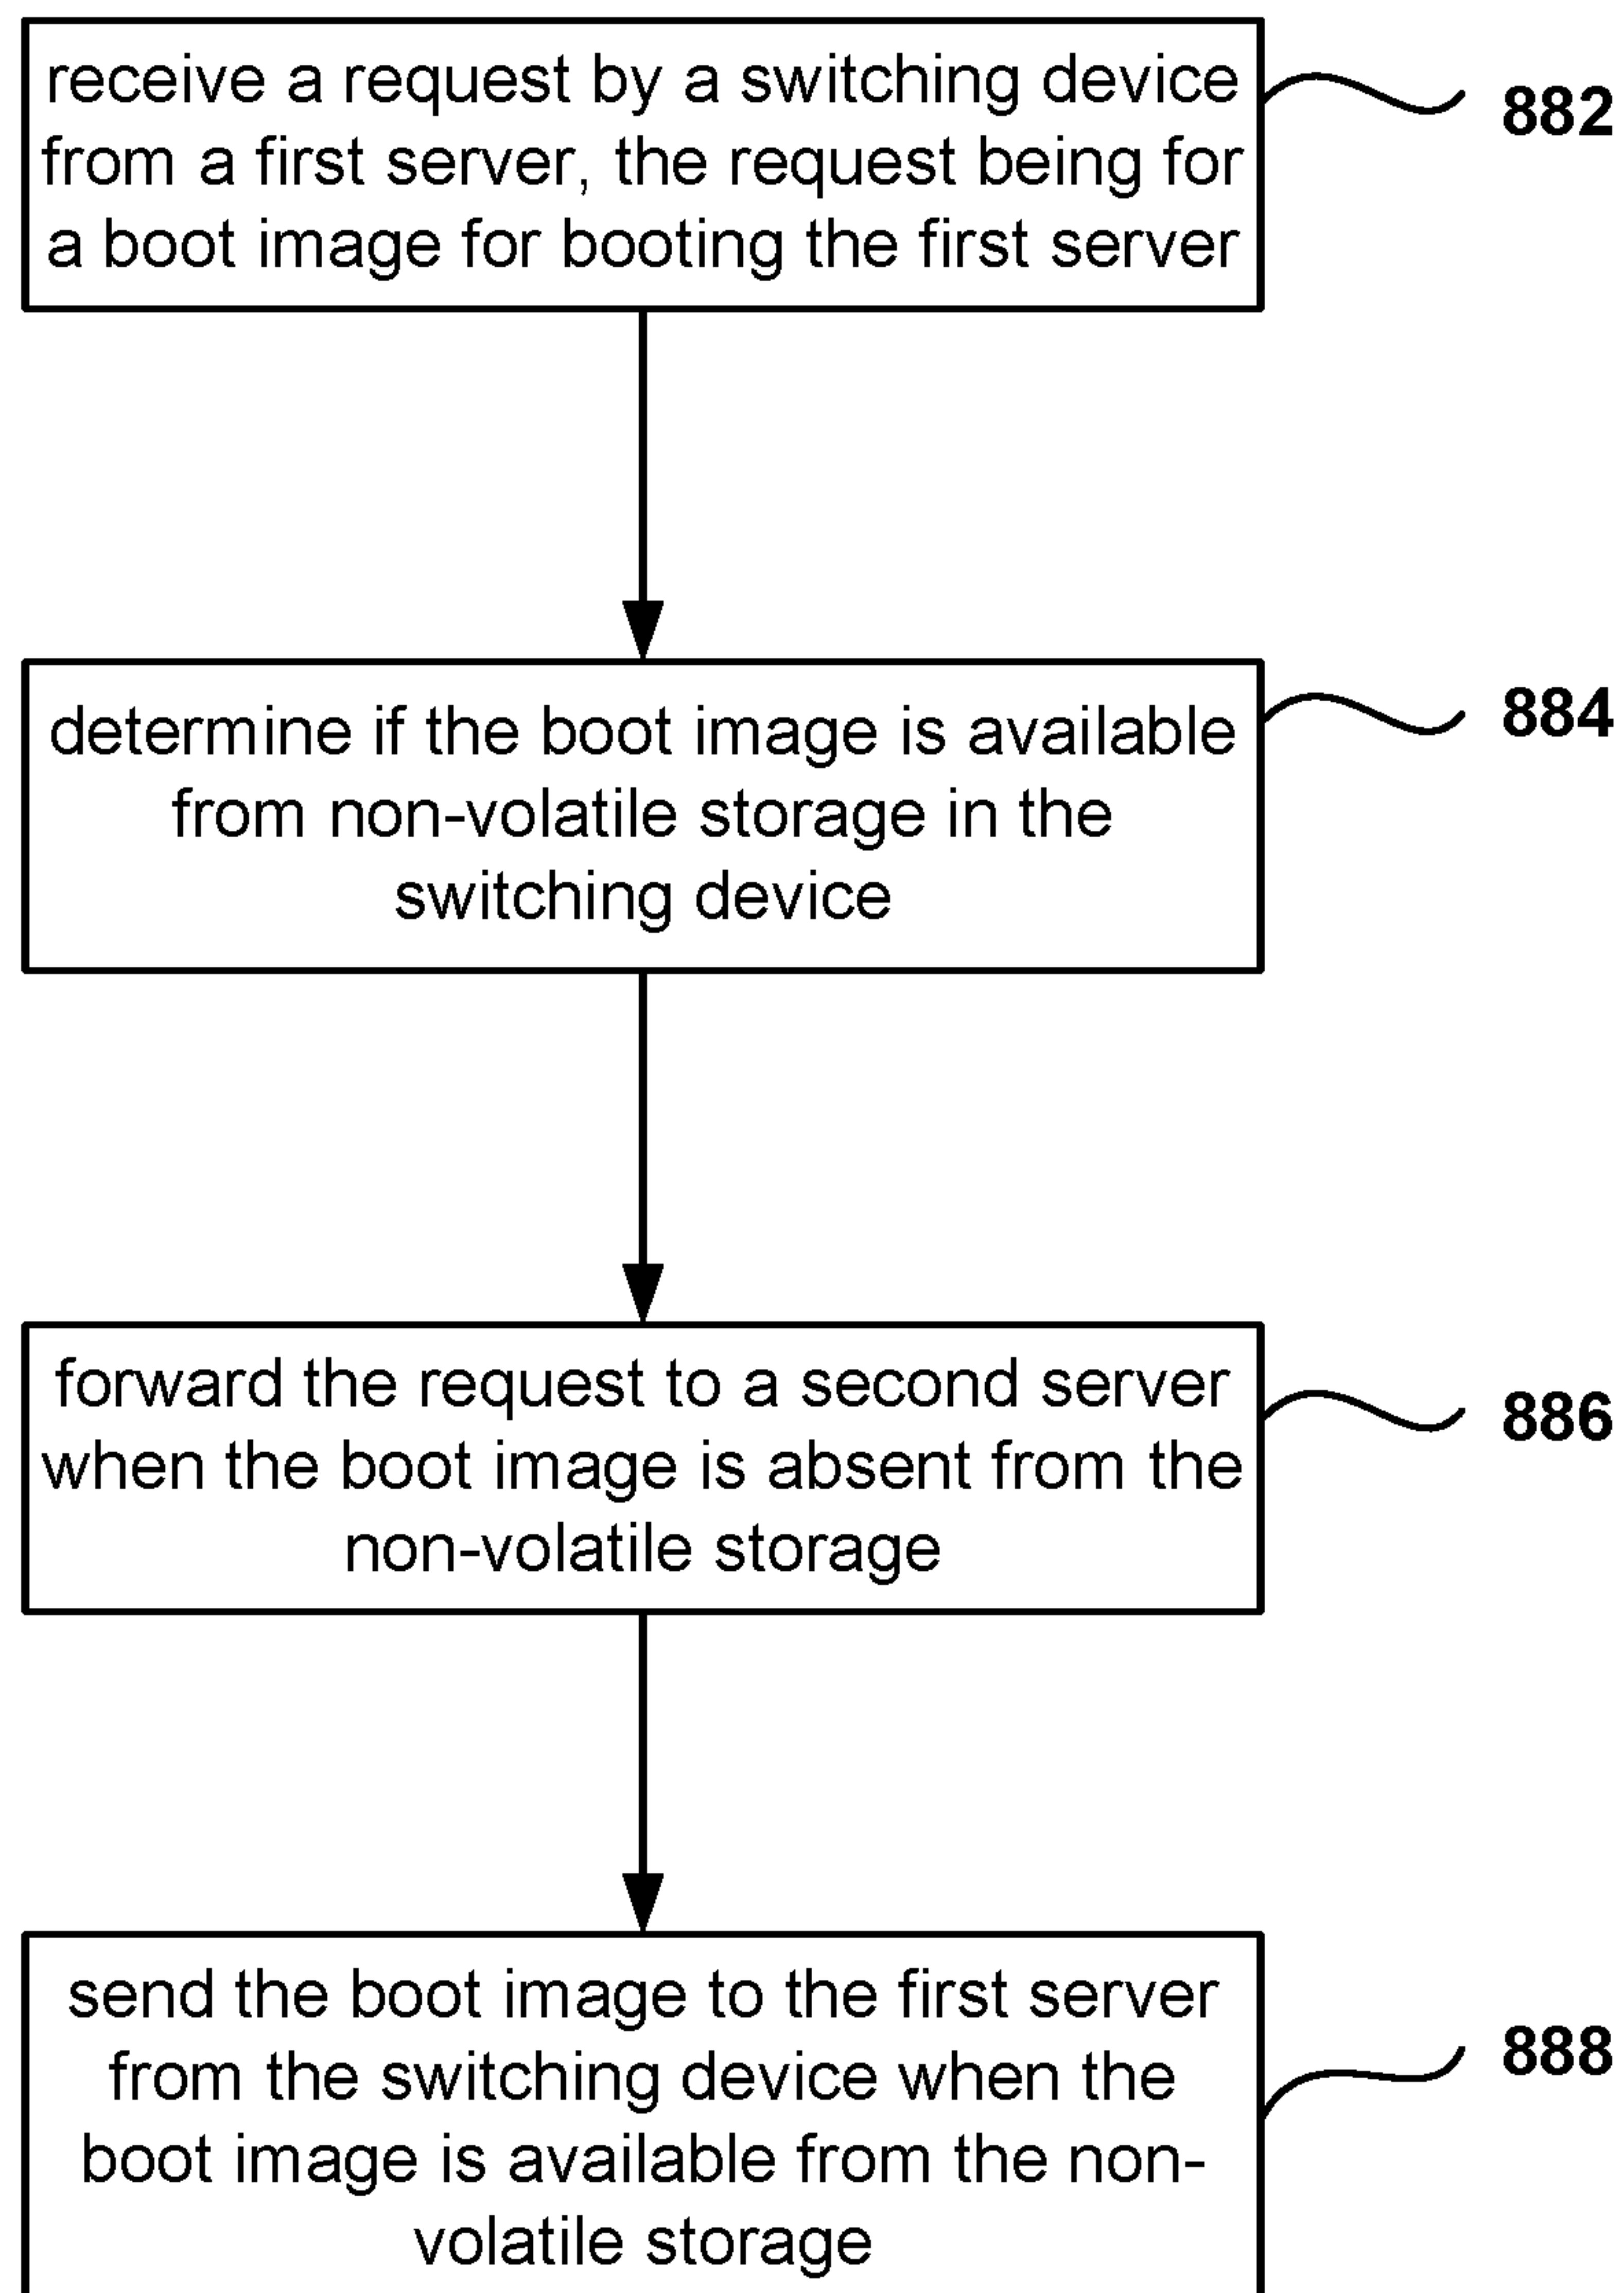 receive a request by a switching device
from a first server, the request being for
a boot image for booting the first server
882
determine if the boot image is available
from non-volatile storage in the
switching device
884
forward the request to a second server
when the boot image is absent from the
non-volatile storage
886
send the boot image to the first server
from the switching device when the
boot image is available from the non-
volatile storage
888